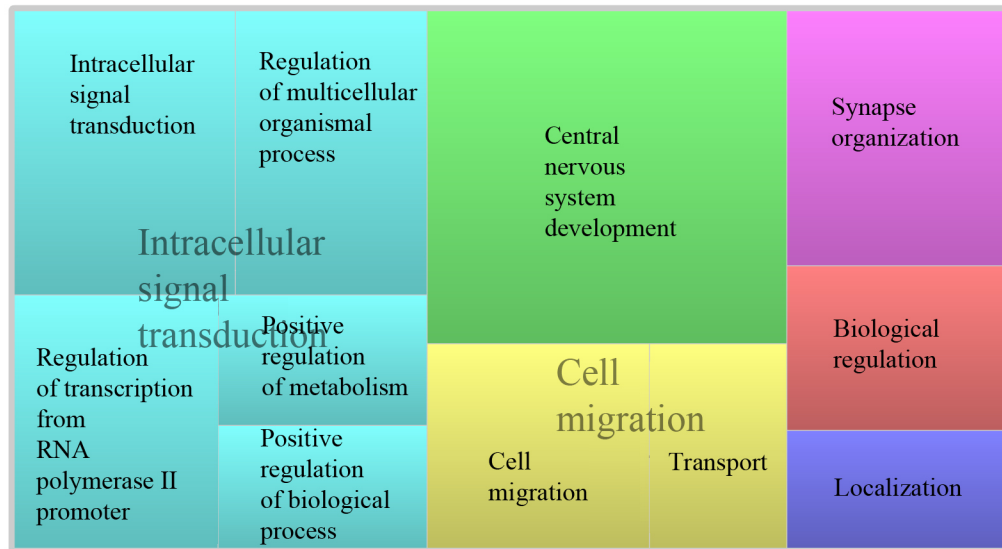 Intracellular
signal
transduction
Regulation
of multicellular
organismal
process
Intracellular
signal
transduction
Regulation
of transcription
from
RNA
polymerase II
promoter
Positive
regulation
of metabolism
Positive
regulation
of biological
process
Central
nervous
system
development
Cell
migration
Cell
migration
Transport
Synapse
organization
Biological
regulation
Localization